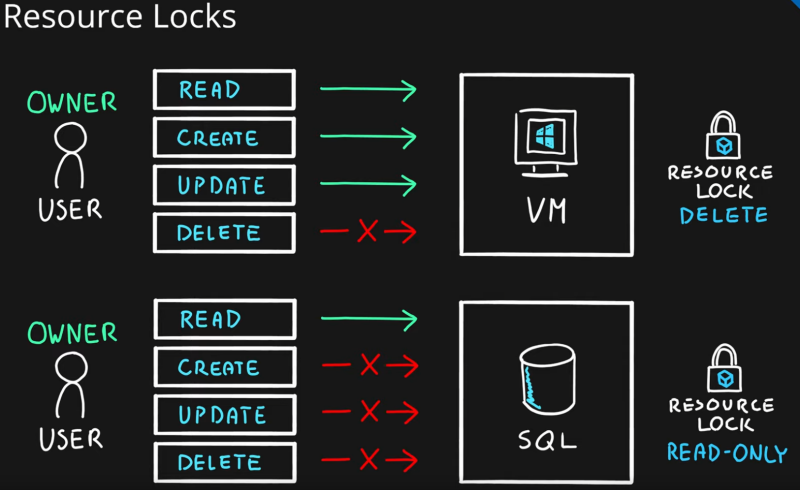 Resource Locks
OWNER
USER
READ
CREATE
UPDATE
DELETE
X
VM
RESOURCE
LOCK
DELETE
OWNER
USER
READ
CREATE
UPDATE
DELETE
X
X
X
SQL
RESOURCE
LOCK
READ-ONLY